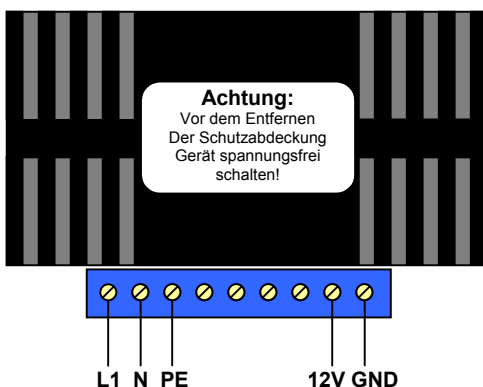 Achtung:
Vor dem Entfernen
Der Schutzabdeckung
Gerät spannungsfrei
schalten!
L1 N PE 12V GND